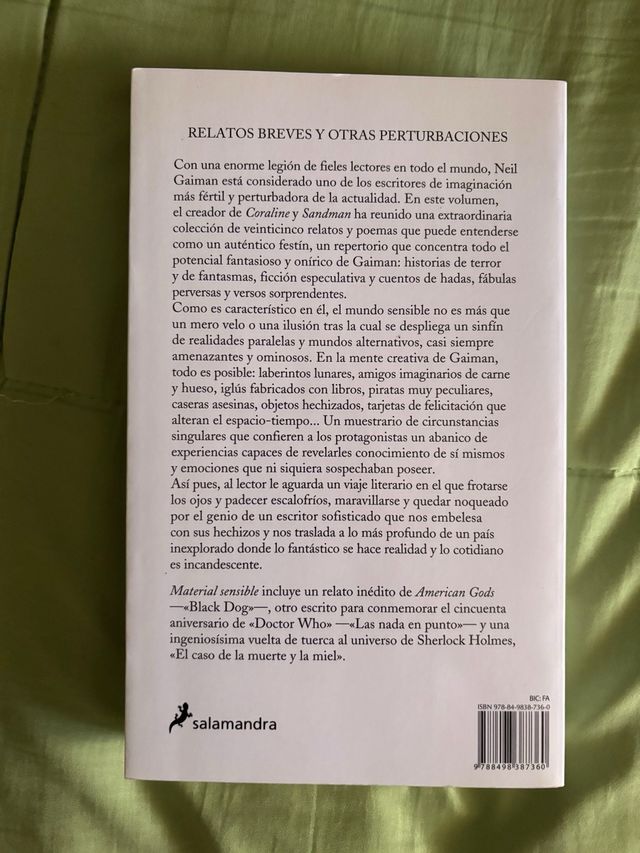 RELATOS BREVES Y OTRAS PERTURBACIONES
Con una enorme legión de fieles lectores en todo el mundo, Neil
Gaiman está considerado uno de los escritores de imaginación
más fértil y perturbadora de la actualidad. En este volumen,
el creador de Coraline y Sandman ha reunido una extraordinaria
colección de veinticinco relatos y poemas que puede entenderse
como un auténtico festín, un repertorio que concentra todo el
potencial fantasioso y onírico de Gaiman: historias de terror
y de fantasmas, ficción especulativa y cuentos de hadas, fábulas
perversas y versos sorprendentes.
Como es característico en él, el mundo sensible no es más que
un mero velo o una ilusión tras la cual se despliega un sinfín
de realidades paralelas y mundos alternativos, casi siempre
amenazantes y ominosos. En la mente creativa de Gaiman,
todo es posible: laberintos lunares, amigos imaginarios de carne
y hueso, iglús fabricados con libros, piratas muy peculiares,
caseras asesinas, objetos hechizados, tarjetas de felicitación que
alteran el espacio-tiempo... Un muestrario de circunstancias
singulares que confieren a los protagonistas un abanico de
experiencias capaces de revelarles conocimiento de sí mismos
y emociones que ni siquiera sospechaban poseer.
Así pues, al lector le aguarda un viaje literario en el que frotarse
los ojos y padecer escalofríos, maravillarse y quedar noqueado
por el genio de un escritor sofisticado que nos embelesa
con sus hechizos y nos traslada a lo más profundo de un país
inexplorado donde lo fantástico se hace realidad y lo cotidiano
es incandescente.
Material sensible incluye un relato inédito de American Gods
—«Black Dog»—, otro escrito para conmemorar el cincuenta
aniversario de «Doctor Who» —«Las nada en punto»— y una
ingeniosísima vuelta de tuerca al universo de Sherlock Holmes,
«El caso de la muerte y la miel».
BIC: FA
ISBN 978-84-9838-736-0
salamandra
9 788498 387360